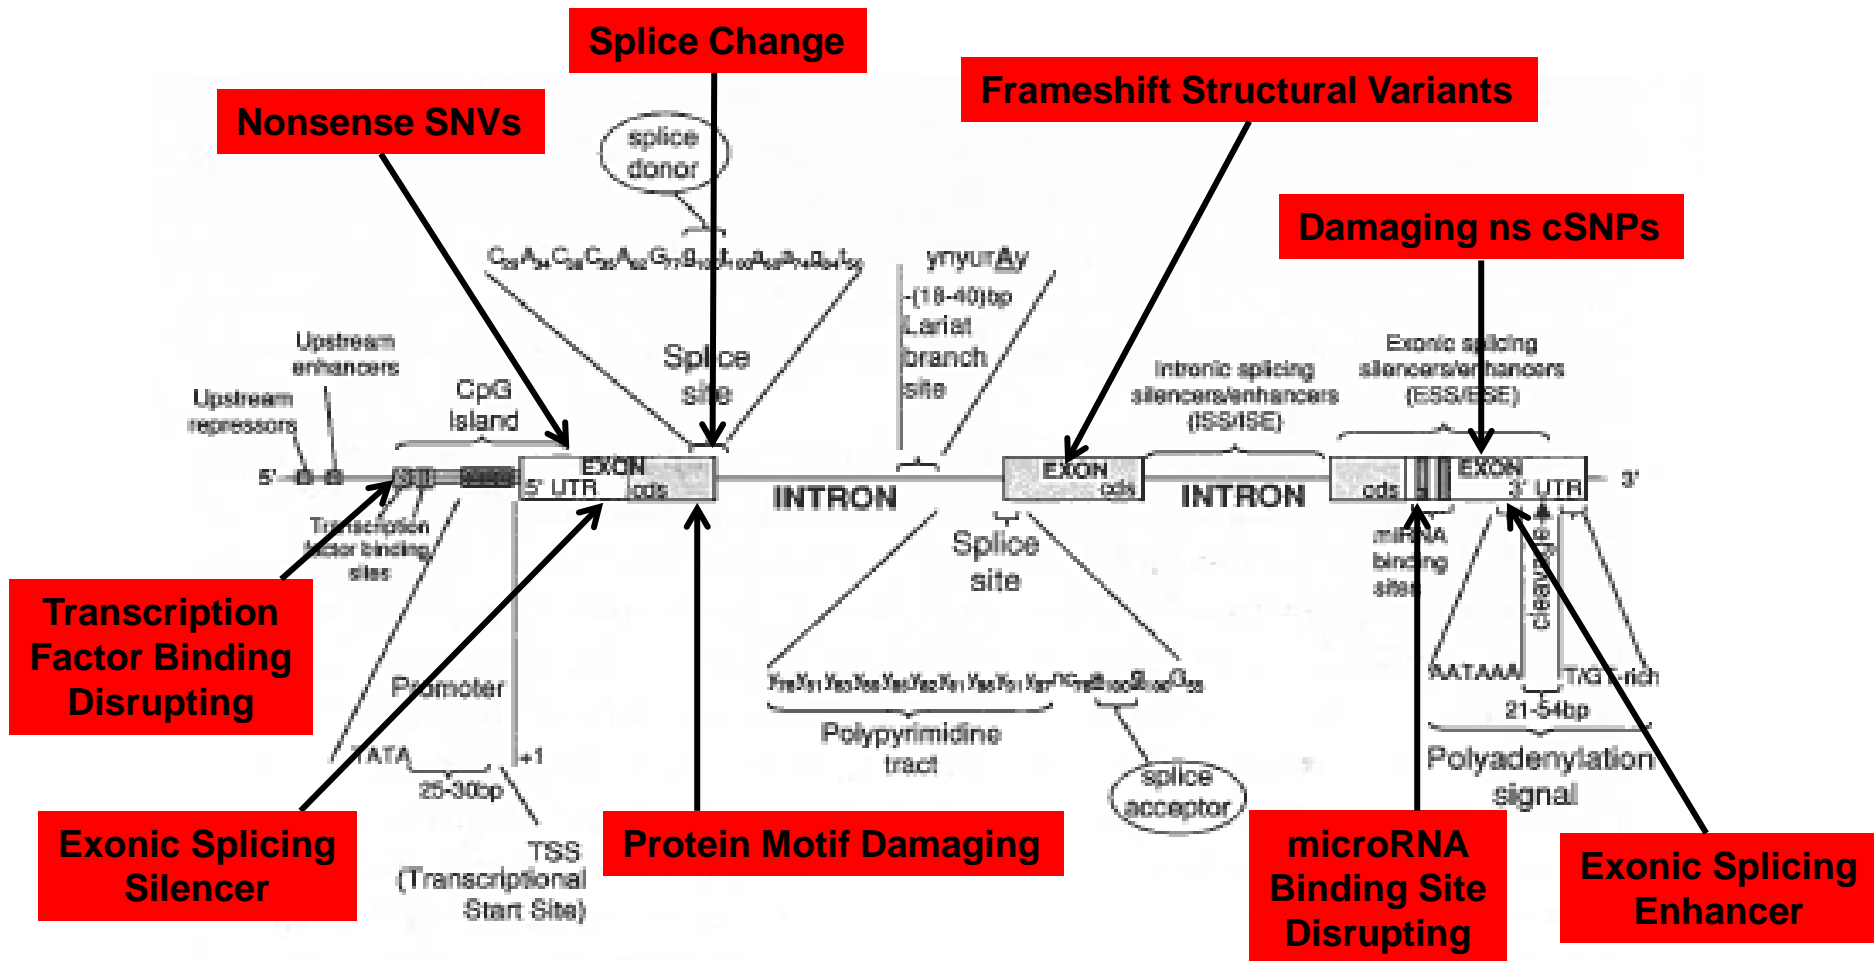 Splice Change
Frameshift Structural Variants
Nonsense SNVs
splice
donor
Damaging ns cSNPs
ynyurAy
-(18-40)bp
Lariat
branch
site
Upstream
enhancers
Splice
site
Exonic splicing
silencers/enhancers
(ESS/ESE)
Intronic splicing
silencers/enhancers
(ISS/ISE)
CpG
island
Upstream
repressors
5'
EXON
5' UTR
cds
INTRON
EXON
cds
INTRON
cds
EXON
3' UTR
3'
Transcription
factor binding
sites
Splice
site
miRNA
binding
sites
cleavage
Transcription
Factor Binding
Disrupting
Promoter
AATAAA
T/GT-rich
21-54bp
Polypyrimidine
tract
Polyadenylation
signal
TATA
+1
25-30bp
splice
acceptor
Exonic Splicing
Silencer
Protein Motif Damaging
TSS
(Transcriptional
Start Site)
microRNA
Binding Site
Disrupting
Exonic Splicing
Enhancer